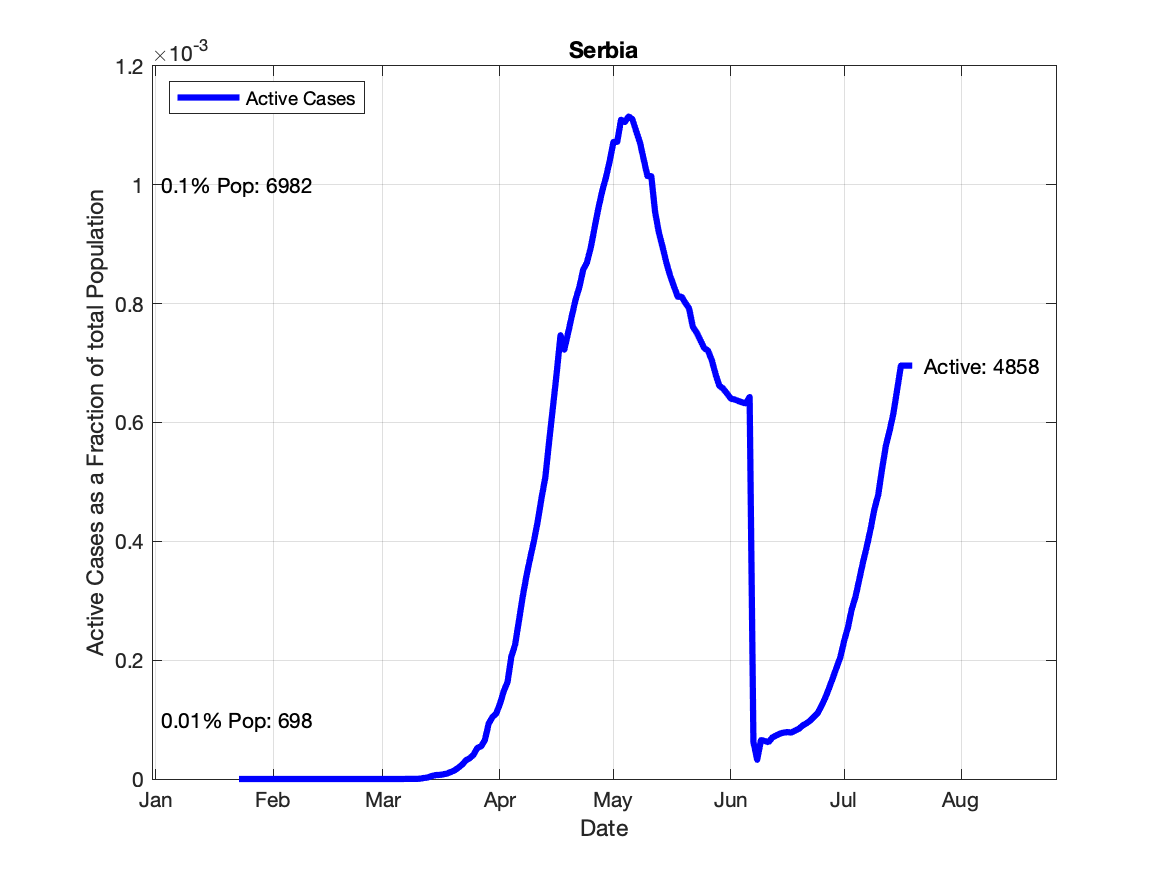 Serbia
×10-3
Active Cases
1.2
1
0.8
0.6
0.4
0.2
0
0.1% Pop: 6982
0.01% Pop: 698
Active: 4858
Active Cases as a Fraction of total Population
Jan Feb Mar Apr May Jun Jul Aug
Date